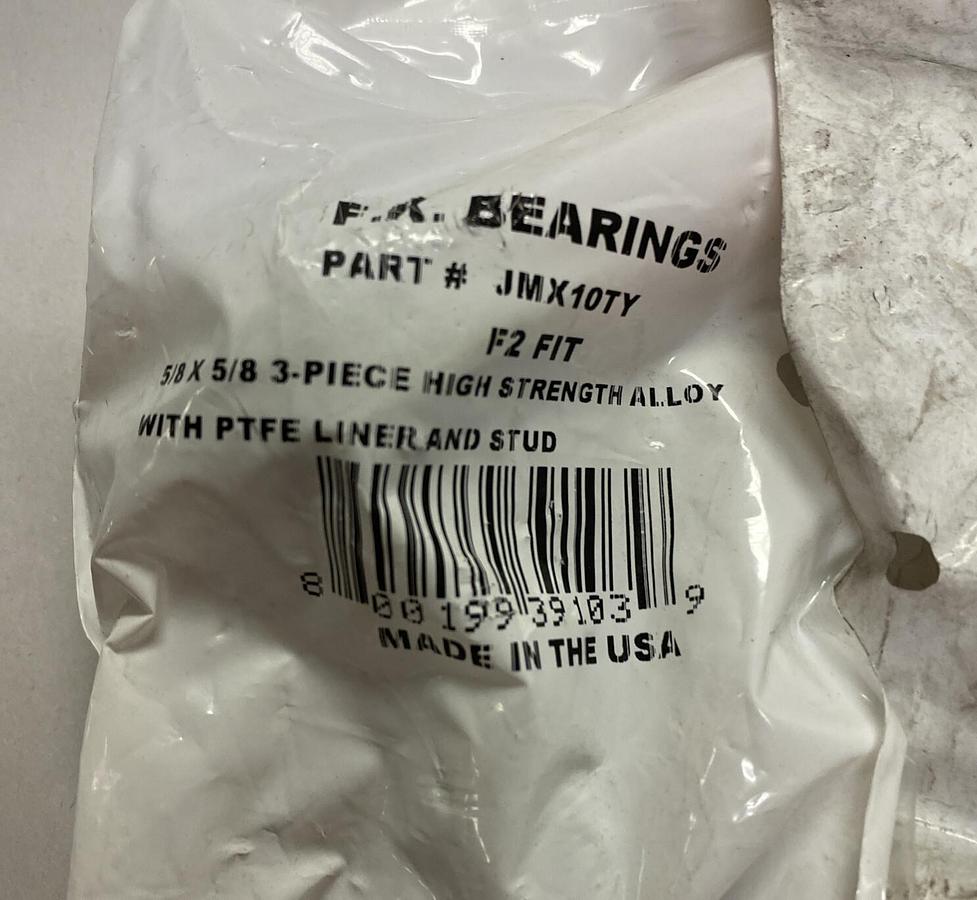 F.K. BEARINGS
PART # JMX10TY
F2 FIT
5/8 X 5/8 3-PIECE HIGH STRENGTH ALLOY
WITH PTFE LINER AND STUD
8 00199 39103 9
MADE IN THE USA